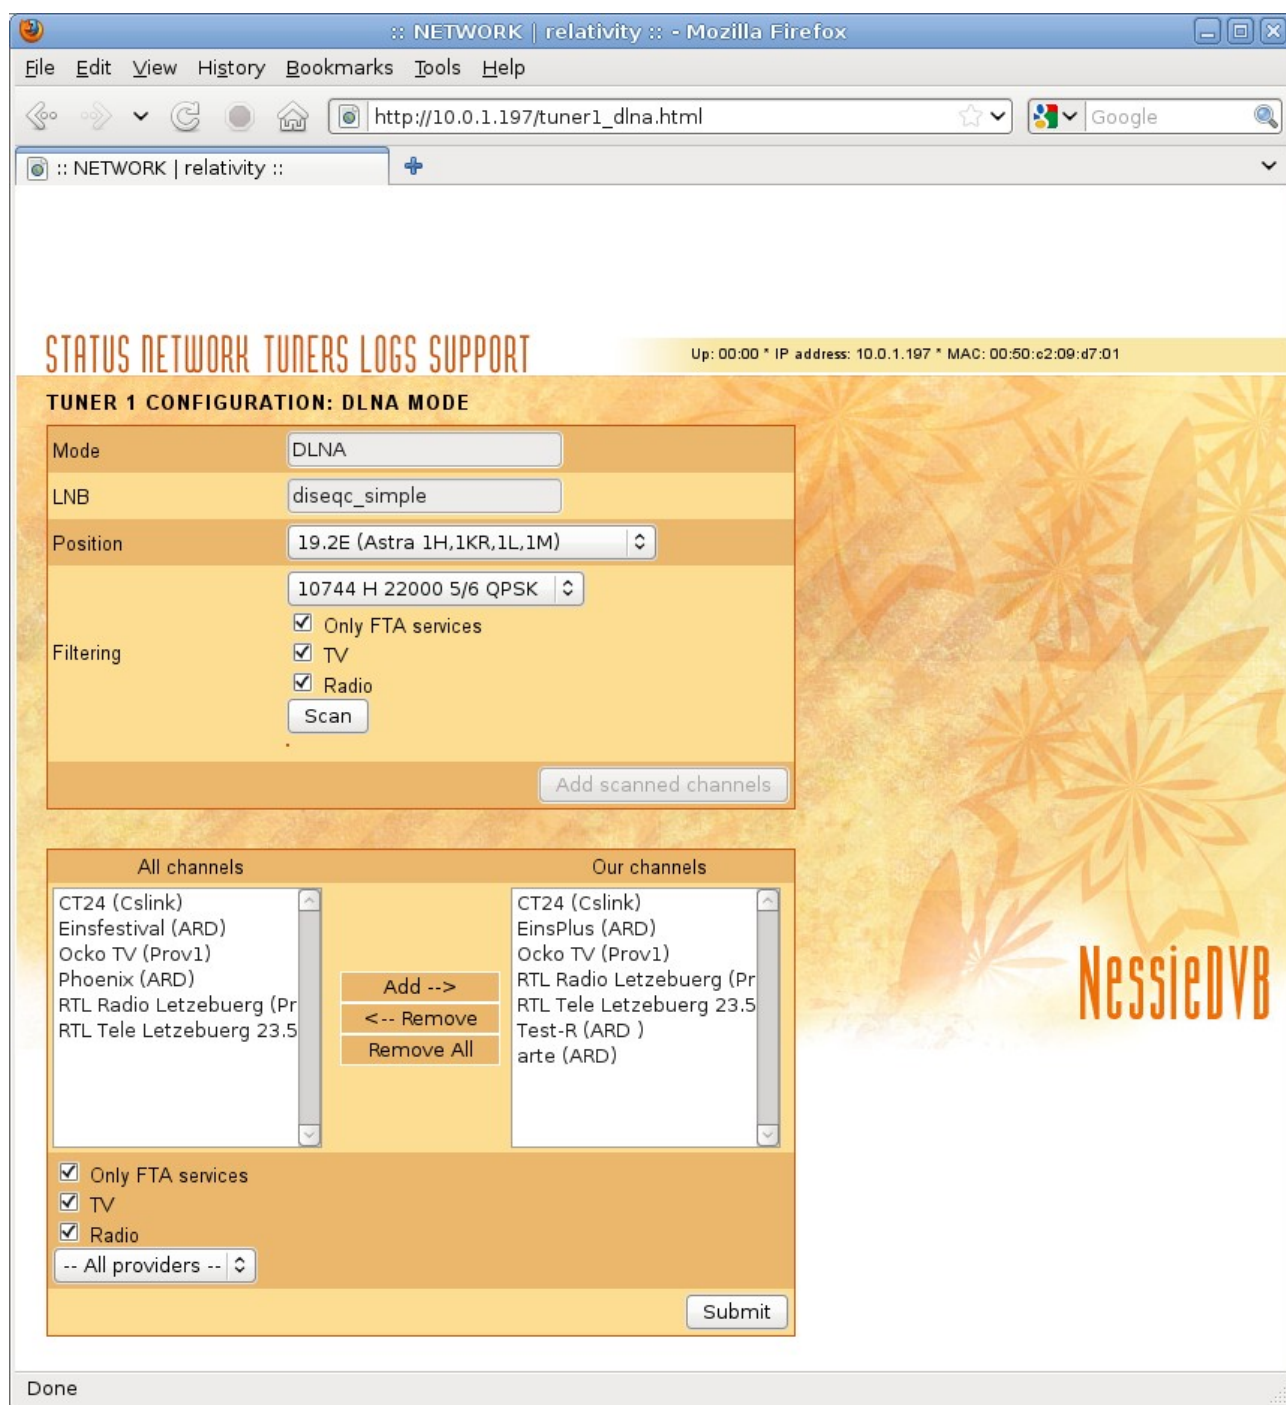 :: NETWORK | relativity :: - Mozilla Firefox
File Edit View History Bookmarks Tools Help
http://10.0.1.197/tuner1_dlna.html
Google
:: NETWORK | relativity ::
STATUS NETWORK TUNERS LOGS SUPPORT
Up: 00:00 * IP address: 10.0.1.197 * MAC: 00:50:c2:09:d7:01
TUNER 1 CONFIGURATION: DLNA MODE
Mode DLNA
LNB diseqc_simple
Position 19.2E (Astra 1H,1KR,1L,1M)
10744 H 22000 5/6 QPSK
Only FTA services
Filtering TV
Radio
Scan
Add scanned channels
All channels
CT24 (Cslink)
Einsfestival (ARD)
Ocko TV (Prov1)
Phoenix (ARD)
RTL Radio Letzebuerg (Pr
RTL Tele Letzebuerg 23.5
Add -->
<-- Remove
Remove All
Our channels
CT24 (Cslink)
EinsPlus (ARD)
Ocko TV (Prov1)
RTL Radio Letzebuerg (Pr
RTL Tele Letzebuerg 23.5
Test-R (ARD )
arte (ARD)
NessieDVB
Only FTA services
TV
Radio
-- All providers --
Submit
Done